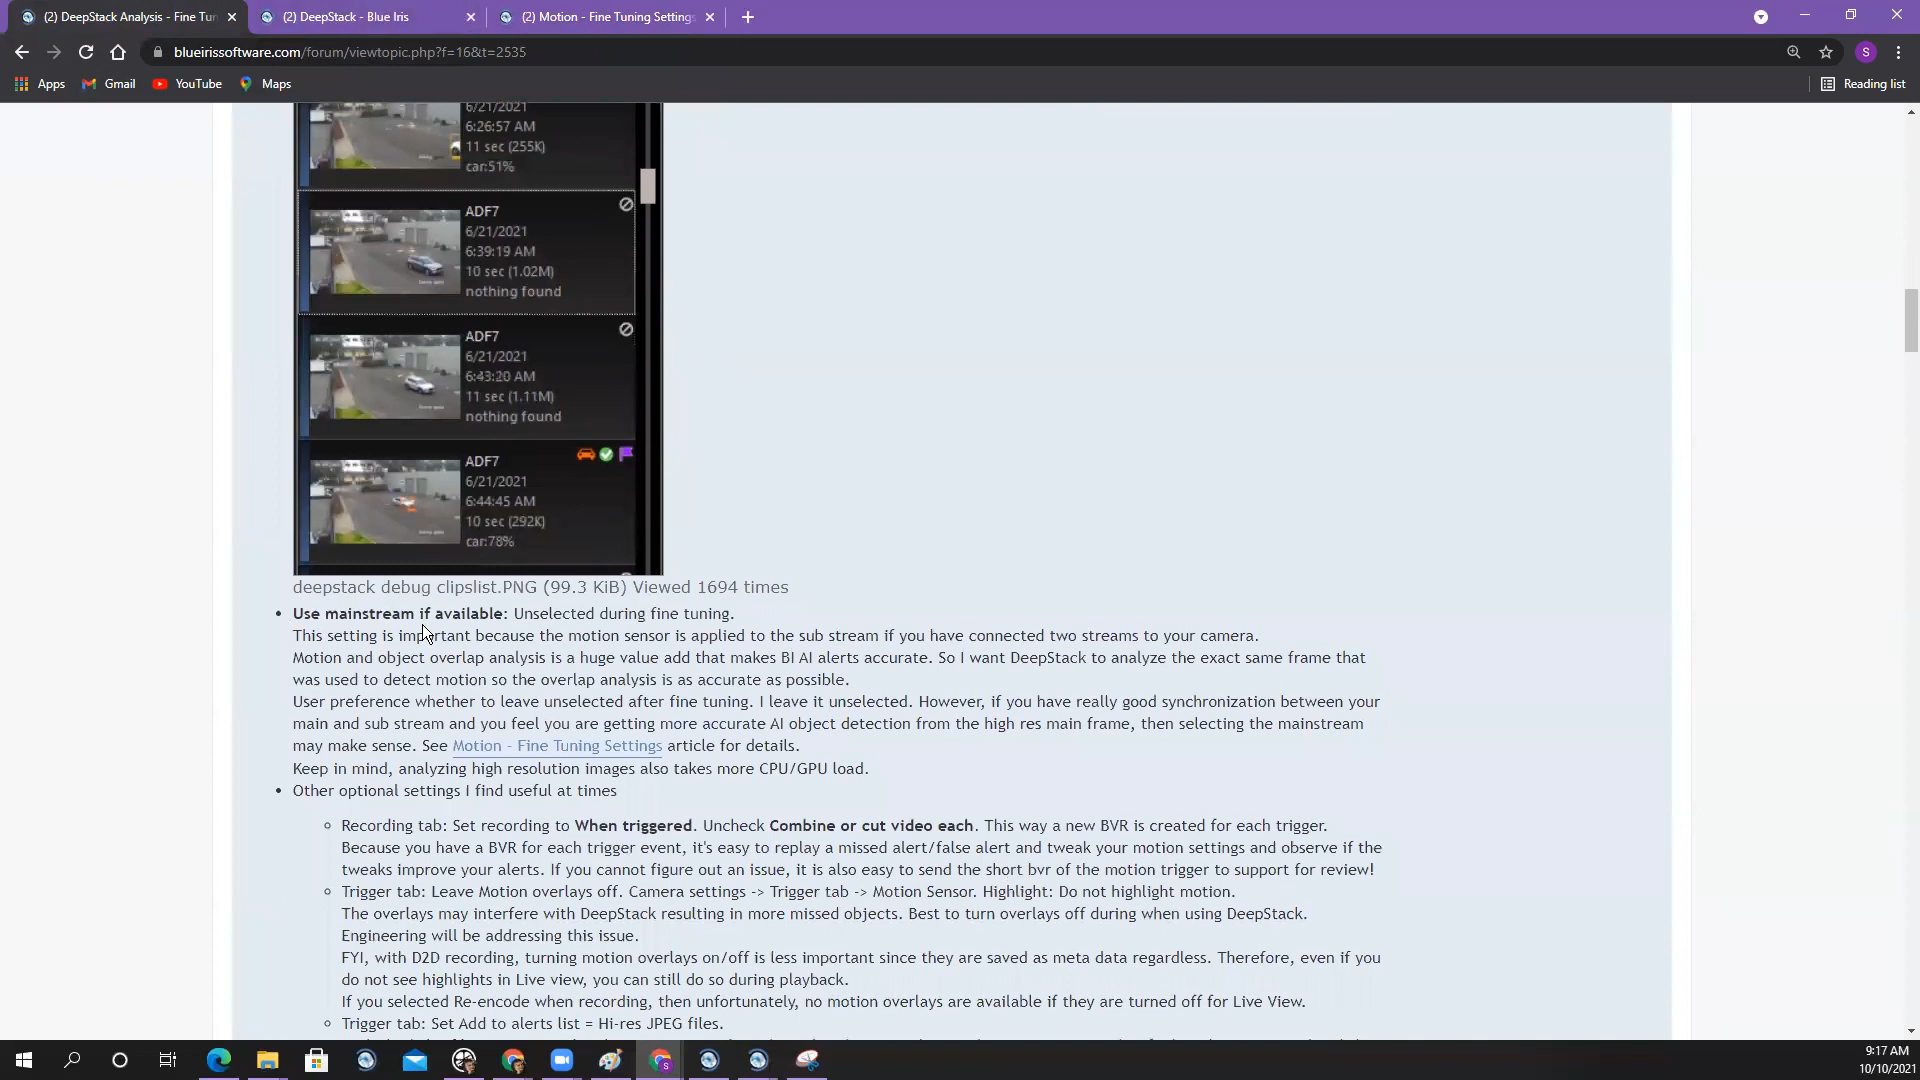 (2) DeepStack Analysis - Fine Tun
(2) DeepStack - Blue Iris
(2) Motion - Fine Tuning Settings
blueirissoftware.com/forum/viewtopic.php?f=16&t=2535
S
Apps
Gmail
YouTube
Maps
Reading list
6/21/2021
6:26:57 AM
11 sec (255K)
car:51%
ADF7
6/21/2021
6:39:19 AM
10 sec (1.02M)
nothing found
ADF7
6/21/2021
6:43:20 AM
11 sec (1.11M)
nothing found
ADF7
6/21/2021
6:44:45 AM
10 sec (292K)
car:78%
deepstack debug clipslist.PNG (99.3 KiB) Viewed 1694 times
• Use mainstream if available: Unselected during fine tuning.
This setting is important because the motion sensor is applied to the sub stream if you have connected two streams to your camera.
Motion and object overlap analysis is a huge value add that makes BI AI alerts accurate. So I want DeepStack to analyze the exact same frame that
was used to detect motion so the overlap analysis is as accurate as possible.
User preference whether to leave unselected after fine tuning. I leave it unselected. However, if you have really good synchronization between your
main and sub stream and you feel you are getting more accurate AI object detection from the high res main frame, then selecting the mainstream
may make sense. See Motion - Fine Tuning Settings article for details.
Keep in mind, analyzing high resolution images also takes more CPU/GPU load.
• Other optional settings I find useful at times
Recording tab: Set recording to When triggered. Uncheck Combine or cut video each. This way a new BVR is created for each trigger.
Because you have a BVR for each trigger event, it's easy to replay a missed alert/false alert and tweak your motion settings and observe if the
tweaks improve your alerts. If you cannot figure out an issue, it is also easy to send the short bvr of the motion trigger to support for review!
Trigger tab: Leave Motion overlays off. Camera settings -> Trigger tab -> Motion Sensor. Highlight: Do not highlight motion.
The overlays may interfere with DeepStack resulting in more missed objects. Best to turn overlays off during when using DeepStack.
Engineering will be addressing this issue.
FYI, with D2D recording, turning motion overlays on/off is less important since they are saved as meta data regardless. Therefore, even if you
do not see highlights in Live view, you can still do so during playback.
If you selected Re-encode when recording, then unfortunately, no motion overlays are available if they are turned off for Live View.
Trigger tab: Set Add to alerts list = Hi-res JPEG files.
9:17 AM
10/10/2021